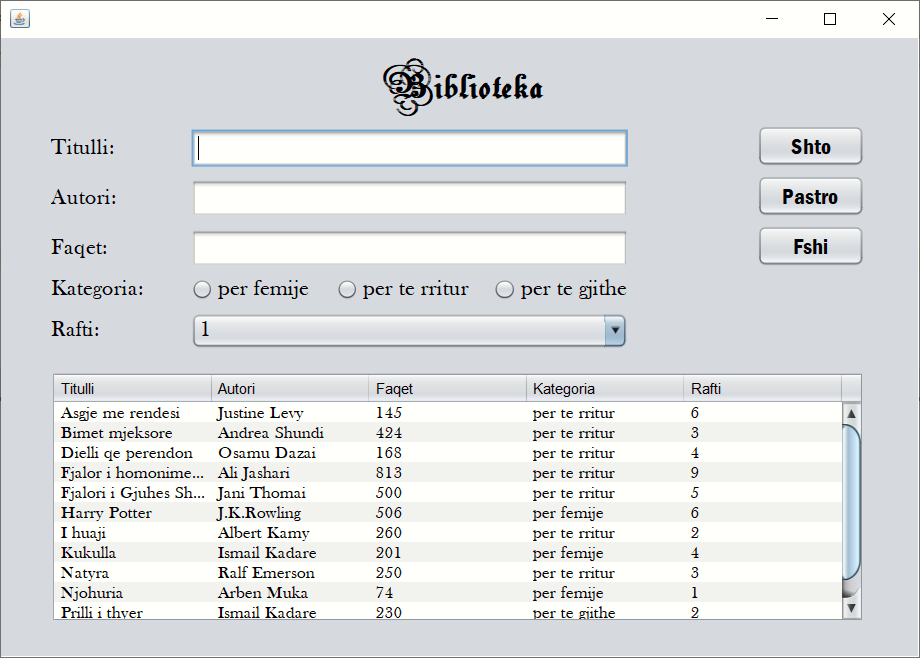 Biblioteka
Titulli: Shto
Autori: Pastro
Faqet: Fshi
Kategoria: per femije per te rritur per te gjithe
Rafti: 1
Titulli Autori Faqet Kategoria Rafti
Asgje me rendesi Justine Levy 145 per te rritur 6
Bimet mjeksore Andrea Shundi 424 per te rritur 3
Dielli qe perendon Osamu Dazai 168 per te rritur 4
Fjalor i homonime... Ali Jashari 813 per te rritur 9
Fjalori i Gjuhes Sh... Jani Thomai 500 per te rritur 5
Harry Potter J.K.Rowling 506 per femije 6
I huaji Albert Kamy 260 per te rritur 2
Kukulla Ismail Kadare 201 per femije 4
Natyra Ralf Emerson 250 per te rritur 3
Njohuria Arben Muka 74 per femije 1
Prilli i thyer Ismail Kadare 230 per te gjithe 2